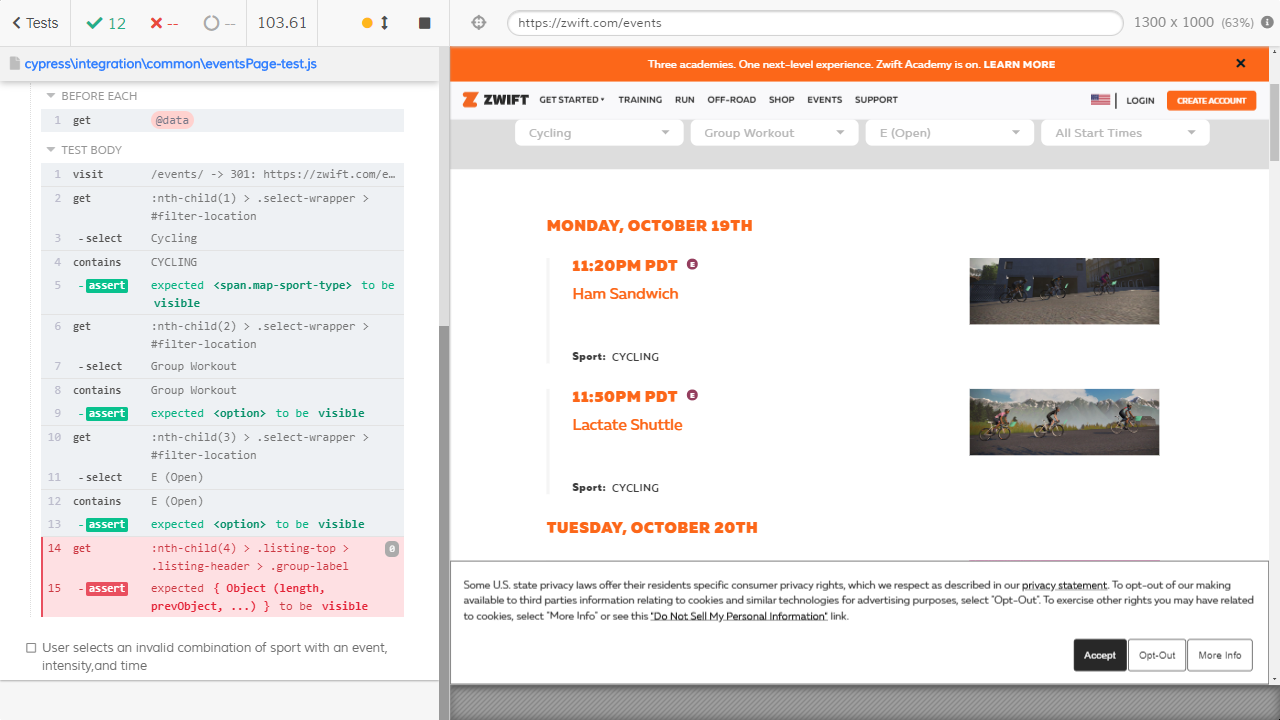 Tests
12
--
--
103.61
https://zwift.com/events
1300 x 1000 (63%)
cypress\integration\common\eventsPage-test.js
BEFORE EACH
1 get @data
TEST BODY
1 visit /events/ -> 301: https://zwift.com/e…
2 get :nth-child(1) > .select-wrapper >
#filter-location
3 - select Cycling
4 contains CYCLING
5 - assert expected <span.map-sport-type> to be
visible
6 get :nth-child(2) > .select-wrapper >
#filter-location
7 - select Group Workout
8 contains Group Workout
9 - assert expected <option> to be visible
10 get :nth-child(3) > .select-wrapper >
#filter-location
11 - select E (Open)
12 contains E (Open)
13 - assert expected <option> to be visible
14 get :nth-child(4) > .listing-top > 0
.listing-header > .group-label
15 - assert expected { Object (length,
prevObject, ...) } to be visible
User selects an invalid combination of sport with an event,
intensity,and time
Three academies. One next-level experience. Zwift Academy is on. LEARN MORE
ZWIFT GET STARTED TRAINING RUN OFF-ROAD SHOP EVENTS SUPPORT LOGIN CREATE ACCOUNT
Cycling Group Workout E (Open) All Start Times
MONDAY, OCTOBER 19TH
11:20PM PDT E
Ham Sandwich
Sport: CYCLING
11:50PM PDT E
Lactate Shuttle
Sport: CYCLING
TUESDAY, OCTOBER 20TH
Some U.S. state privacy laws offer their residents specific consumer privacy rights, which we respect as described in our privacy statement. To opt-out of our making
available to third parties information relating to cookies and similar technologies for advertising purposes, select "Opt-Out". To exercise other rights you may have related
to cookies, select "More Info" or see this "Do Not Sell My Personal Information" link.
Accept Opt-Out More Info